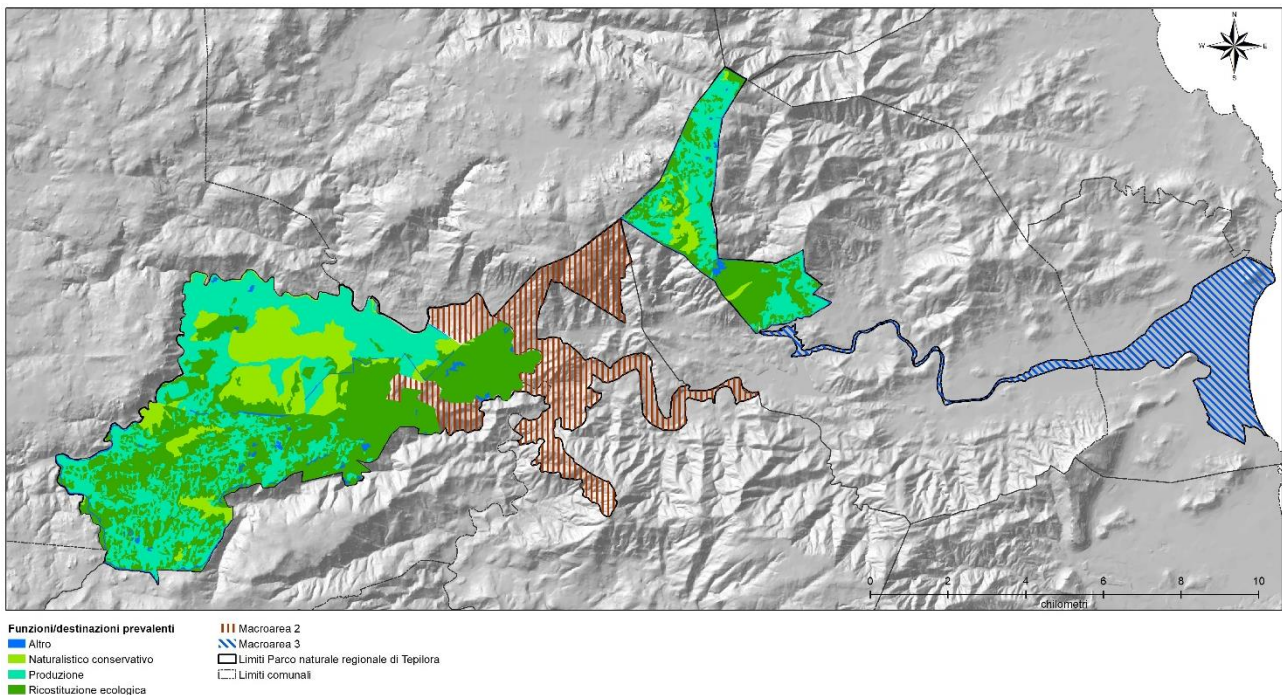 N
W E
S
0 2 4 6 8 10
chilometri
Funzioni/destinazioni prevalenti
Altro
Naturalistico conservativo
Produzione
Ricostituzione ecologica
Macroarea 2
Macroarea 3
Limiti Parco naturale regionale di Tepilora
Limiti comunali